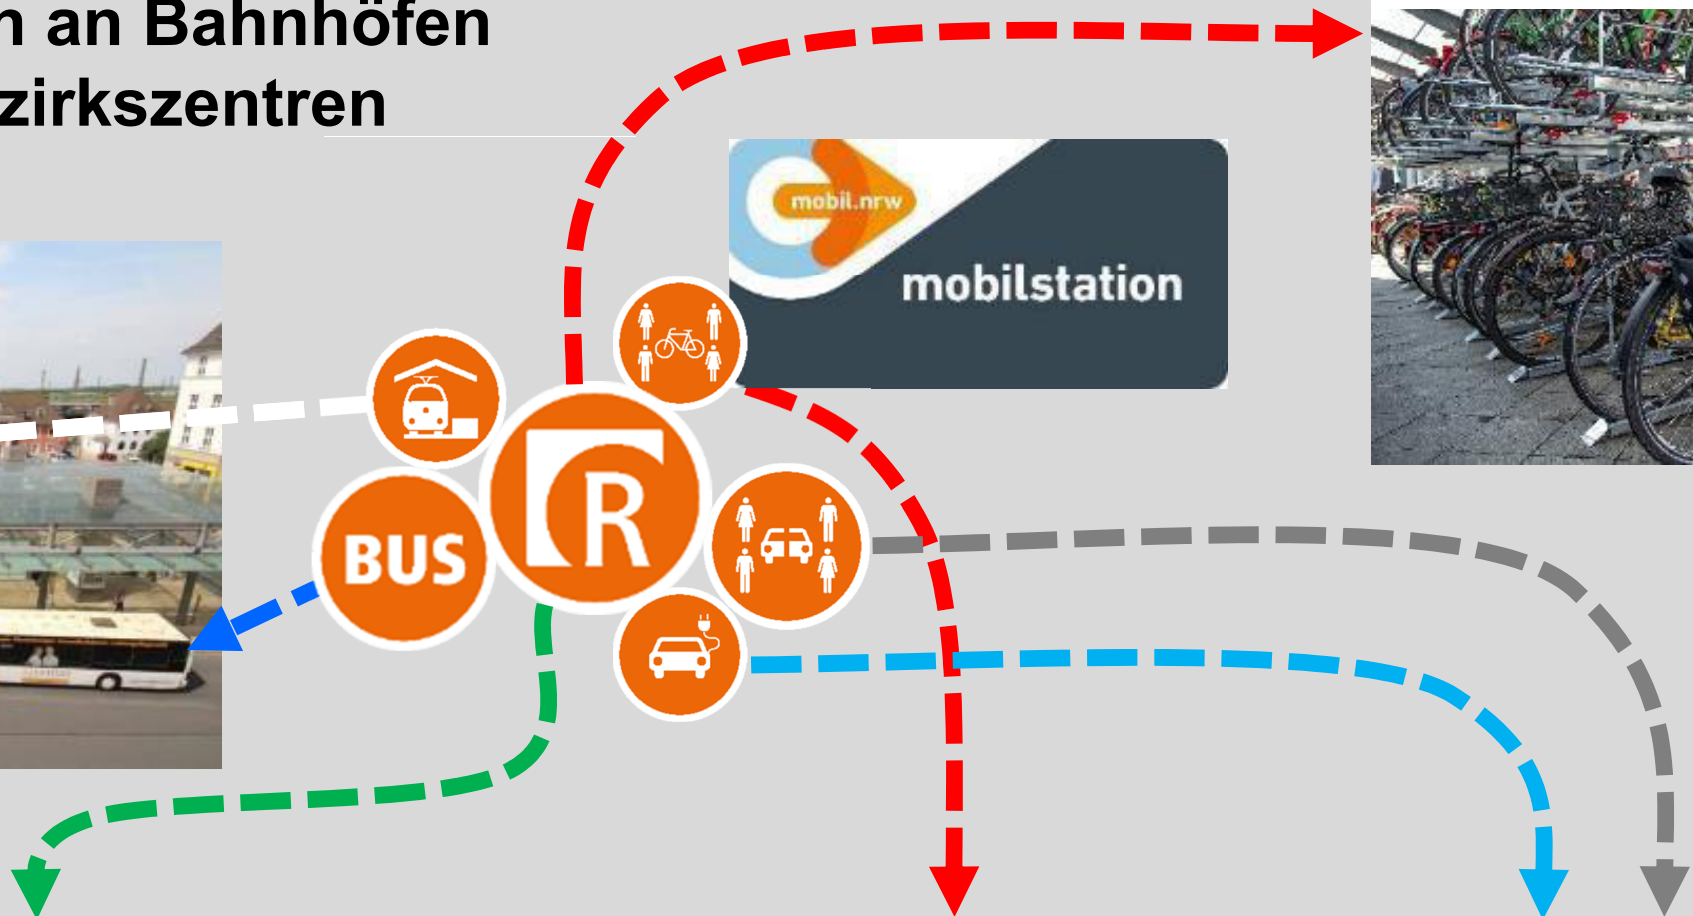 n an Bahnhöfen
zirkszentren
mobil.nrw
mobilstation
BUS
R